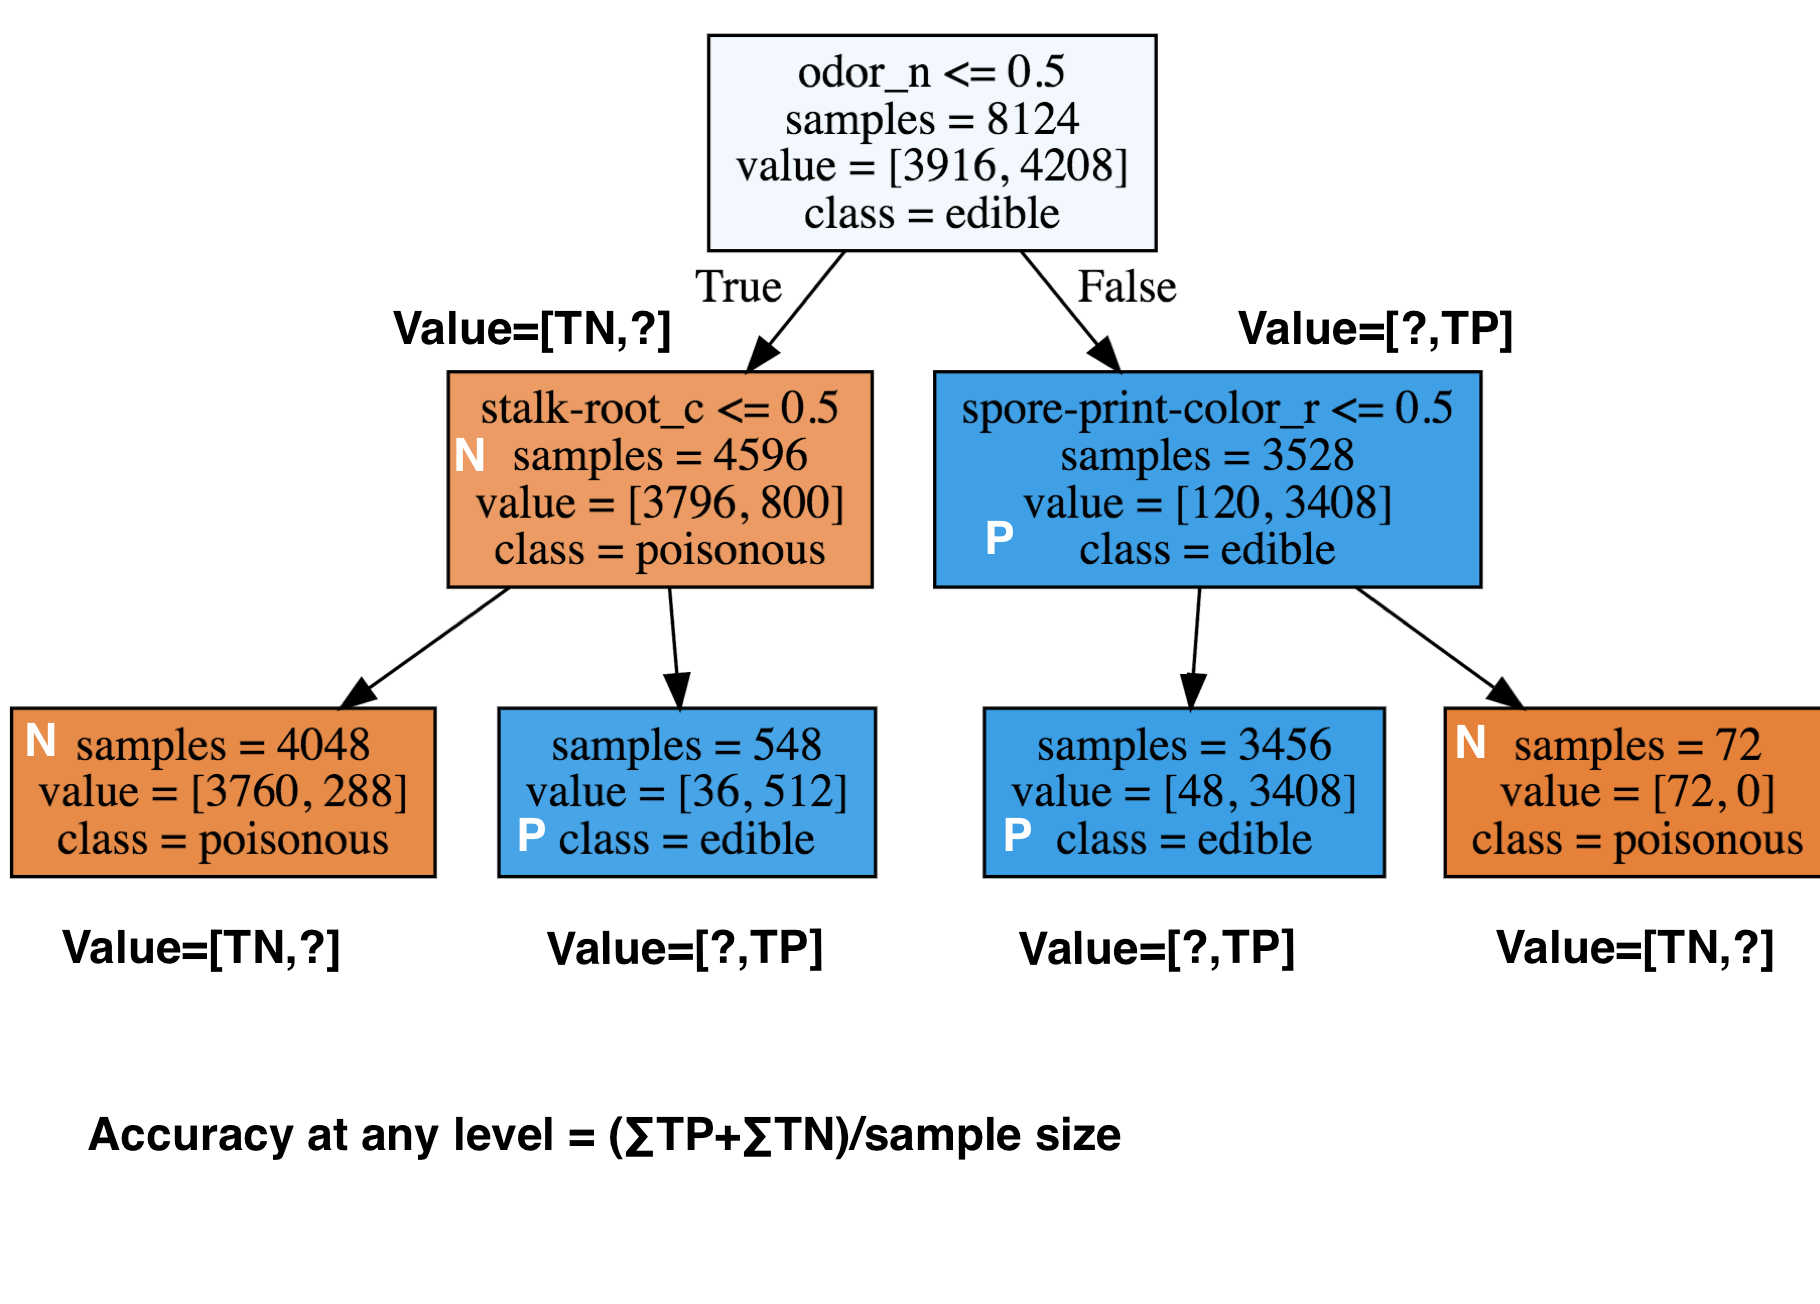 odor_n <= 0.5
samples = 8124
value = [3916, 4208]
class = edible
True
False
Value=[TN,?]
Value=[?,TP]
stalk-root_c <= 0.5
N samples = 4596
value = [3796, 800]
class = poisonous
spore-print-color_r <= 0.5
samples = 3528
value = [120, 3408]
P class = edible
N samples = 4048
value = [3760, 288]
class = poisonous
samples = 548
value = [36, 512]
P class = edible
samples = 3456
value = [48, 3408]
P class = edible
N samples = 72
value = [72, 0]
class = poisonous
Value=[TN,?]
Value=[?,TP]
Value=[?,TP]
Value=[TN,?]
Accuracy at any level = (∑TP+∑TN)/sample size